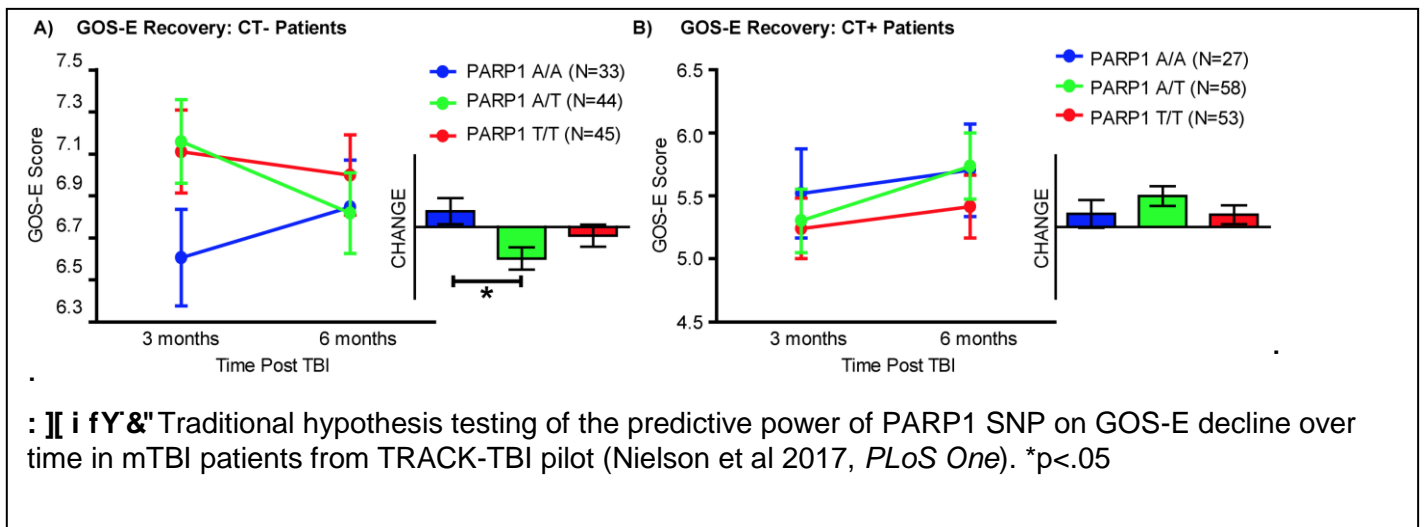 A) GOS-E Recovery: CT- Patients
7.5
7.3
7.1
6.9
6.7
6.5
6.3
GOS-E Score
3 months 6 months
Time Post TBI
PARP1 A/A (N=33)
PARP1 A/T (N=44)
PARP1 T/T (N=45)
CHANGE
*
B) GOS-E Recovery: CT+ Patients
6.5
6.0
5.5
5.0
4.5
GOS-E Score
3 months 6 months
Time Post TBI
PARP1 A/A (N=27)
PARP1 A/T (N=58)
PARP1 T/T (N=53)
CHANGE
.
.
: ][ i fY'&" Traditional hypothesis testing of the predictive power of PARP1 SNP on GOS-E decline over
time in mTBI patients from TRACK-TBI pilot (Nielson et al 2017, PLoS One). *p<.05